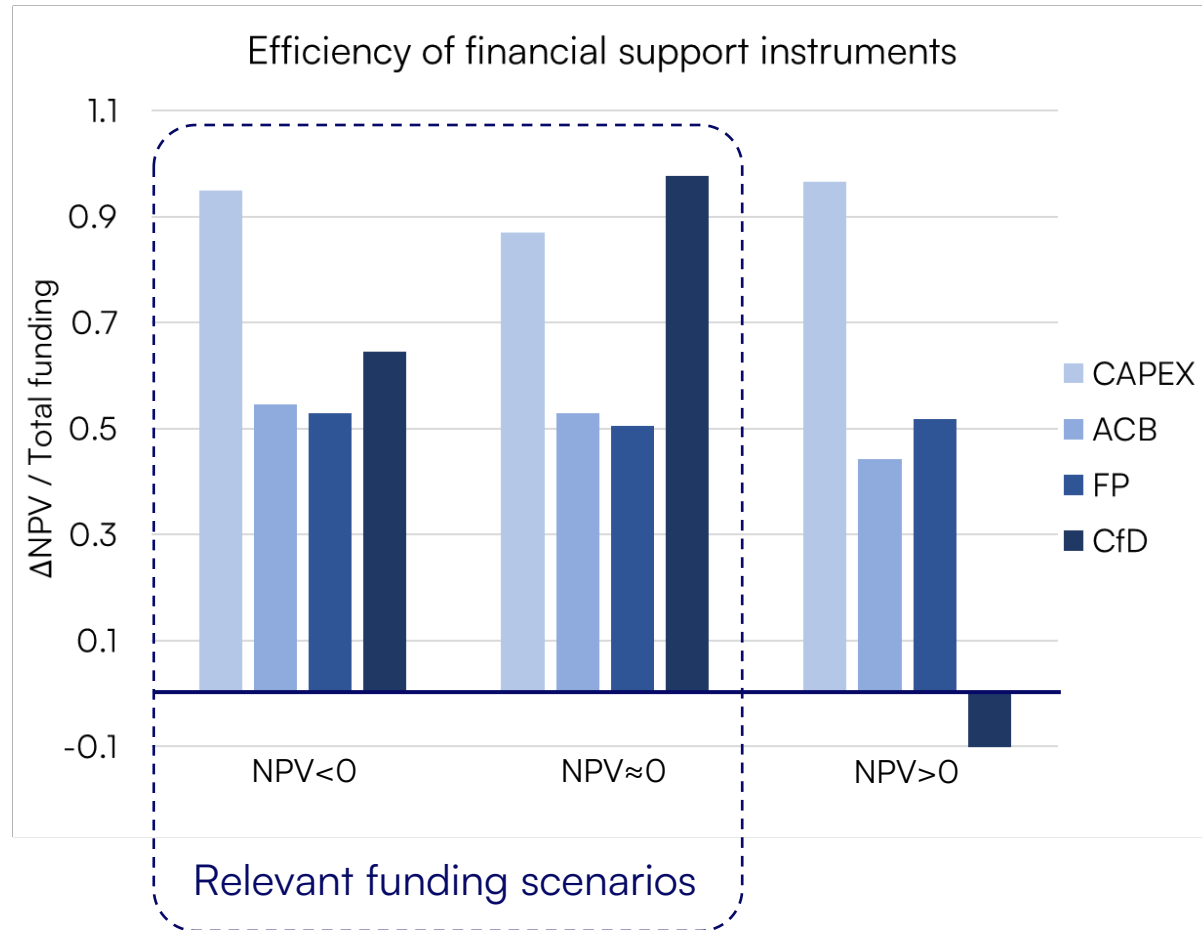 Efficiency of financial support instruments
1.1
0.9
0.7
0.5
0.3
0.1
-0.1
ΔNPV / Total funding
NPV<0
NPV≈0
NPV>0
CAPEX
ACB
FP
CfD
Relevant funding scenarios